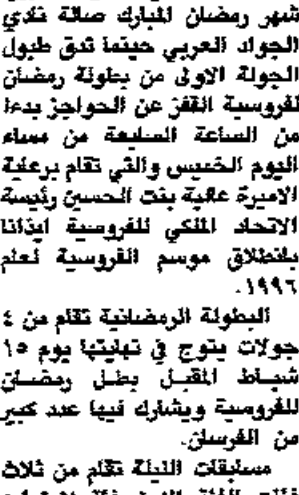 شهر رمضان المبارك صالة نادي
الجواد العربي حينما تدق طبول
الجولة الاولى من بطولة رمضان
لفروسية القفز عن الحواجز بدءا
من الساعة السابعة من مساء
اليوم الخميس والتي تقام برعاية
الاميرة عالية بنت الحسين رئيسة
الاتحاد الملكي للفروسية ايذانا
بانطلاق موسم الفروسية لعام
١٩٩٦.
البطولة الرمضانية تقام من ٤
جولات يتوج في نهايتها يوم ١٥
شباط المقبل بطل رمضان
للفروسية ويشارك فيها عدد كبير
من الفرسان.
مسابقات الليلة تقام من ثلاث